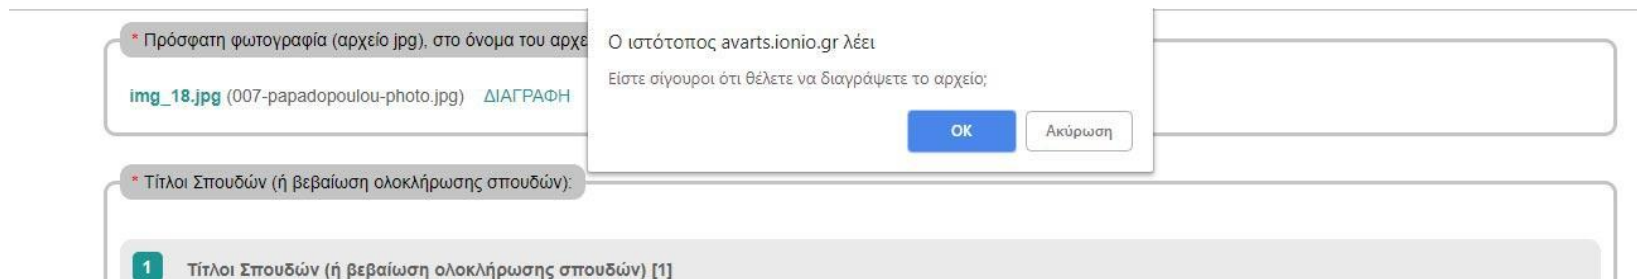 * Πρόσφατη φωτογραφία (αρχείο jpg), στο όνομα του αρχε
Ο ιστότοπος avarts.ionio.gr λέει
Είστε σίγουροι ότι θέλετε να διαγράψετε το αρχείο;
img_18.jpg (007-papadopoulou-photo.jpg) ΔΙΑΓΡΑΦΗ
OK Ακύρωση
* Τίτλοι Σπουδών (ή βεβαίωση ολοκλήρωσης σπουδών):
1 Τίτλοι Σπουδών (ή βεβαίωση ολοκλήρωσης σπουδών) [1]